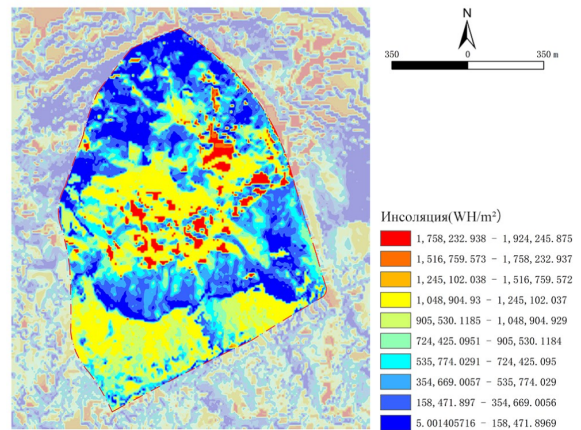 N
350 0 350 m
Инсоляция(WH/m²)
1,758,232.938 - 1,924,245.875
1,516,759.573 - 1,758,232.937
1,245,102.038 - 1,516,759.572
1,048,904.93 - 1,245,102.037
905,530.1185 - 1,048,904.929
724,425.0951 - 905,530.1184
535,774.0291 - 724,425.095
354,669.0057 - 535,774.029
158,471.897 - 354,669.0056
5.001405716 - 158,471.8969